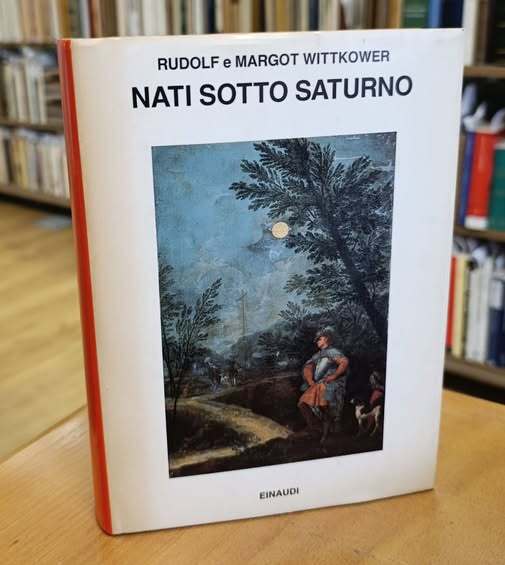 RUDOLF e MARGOT WITTKOWER
NATI SOTTO SATURNO
EINAUDI